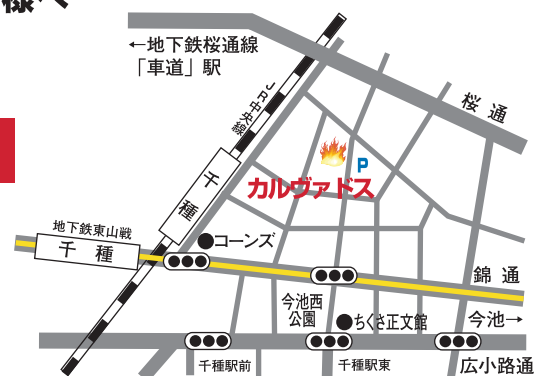 様へ
←地下鉄桜通線
「車道」駅
JR中央線
桜通
P
カルヴァドス
千種
地下鉄東山戦
千種
コーンズ
錦通
今池西
公園
ちくさ正文館
今池→
千種駅前
千種駅東
広小路通